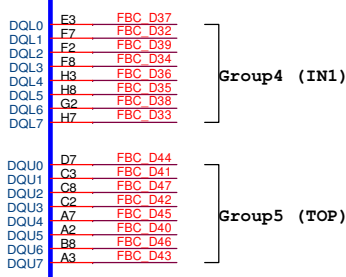 DQL0 E3 FBC_D37
DQL1 F7 FBC_D32
DQL2 F2 FBC_D39
DQL3 F8 FBC_D34
DQL4 H3 FBC_D36
DQL5 H8 FBC_D35
DQL6 G2 FBC_D38
DQL7 H7 FBC_D33
Group4 (IN1)
DQU0 D7 FBC_D44
DQU1 C3 FBC_D41
DQU2 C8 FBC_D47
DQU3 C2 FBC_D42
DQU4 A7 FBC_D45
DQU5 A2 FBC_D40
DQU6 B8 FBC_D46
DQU7 A3 FBC_D43
Group5 (TOP)